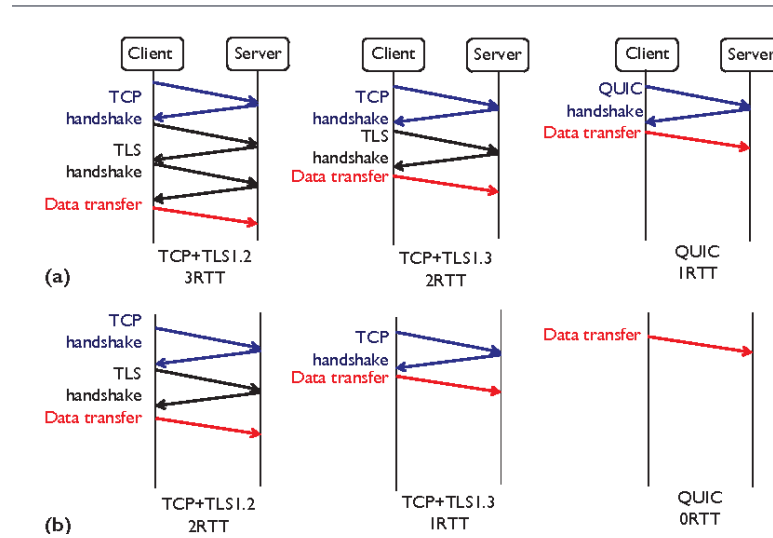 Client
Server
TCP
handshake
TLS
handshake
Data transfer
TCP+TLS1.2
3RTT
Client
Server
TCP
handshake
TLS
handshake
Data transfer
TCP+TLS1.3
2RTT
Client
Server
QUIC
handshake
Data transfer
QUIC
1RTT
(a)
TCP
handshake
TLS
handshake
Data transfer
TCP+TLS1.2
2RTT
TCP
handshake
Data transfer
TCP+TLS1.3
1RTT
Data transfer
QUIC
0RTT
(b)